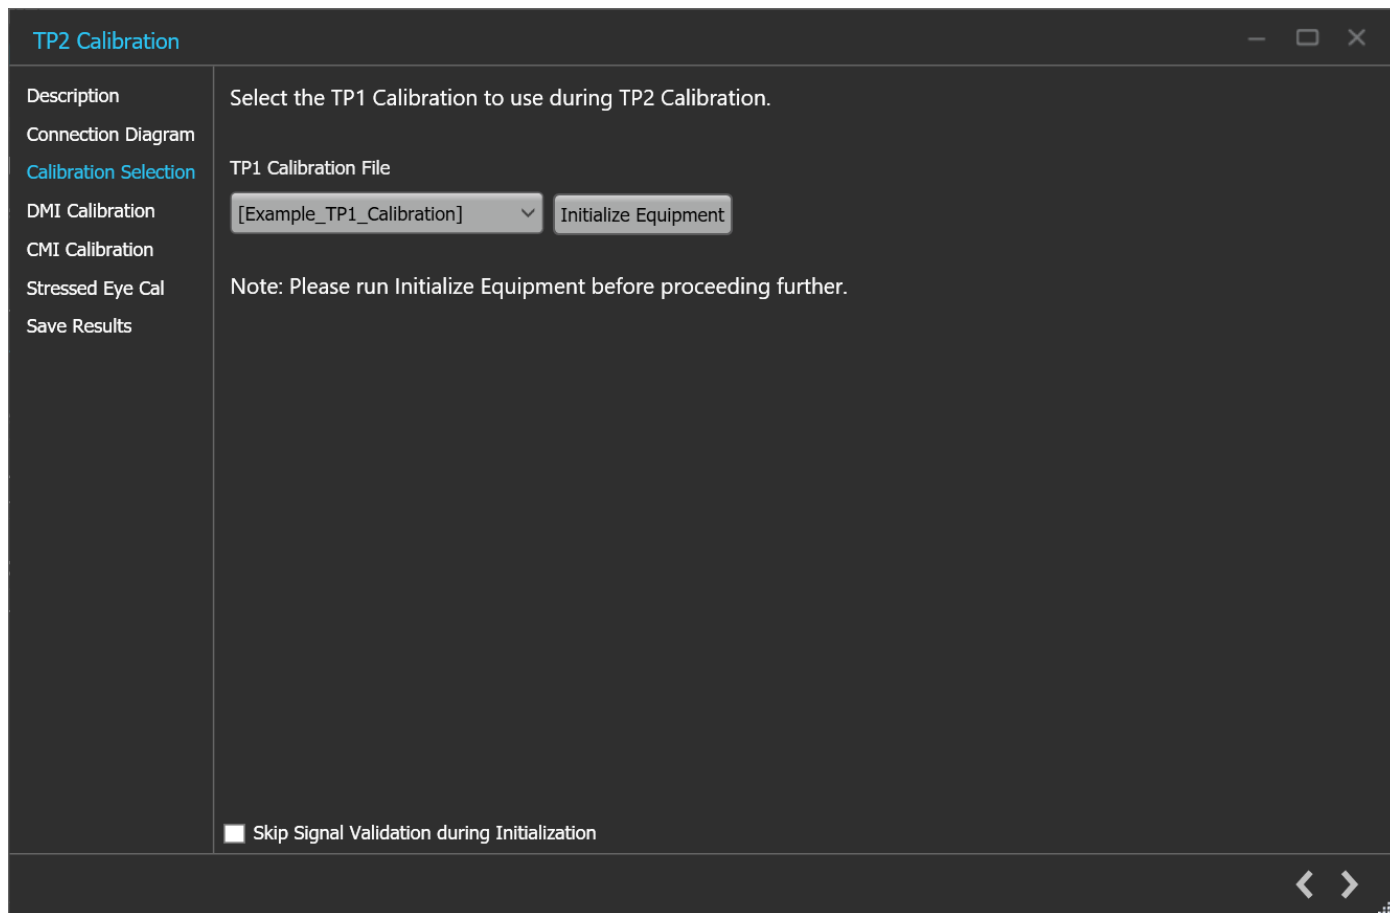 TP2 Calibration
Description
Connection Diagram
Calibration Selection
DMI Calibration
CMI Calibration
Stressed Eye Cal
Save Results
Select the TP1 Calibration to use during TP2 Calibration.
TP1 Calibration File
[Example_TP1_Calibration]
Initialize Equipment
Note: Please run Initialize Equipment before proceeding further.
Skip Signal Validation during Initialization